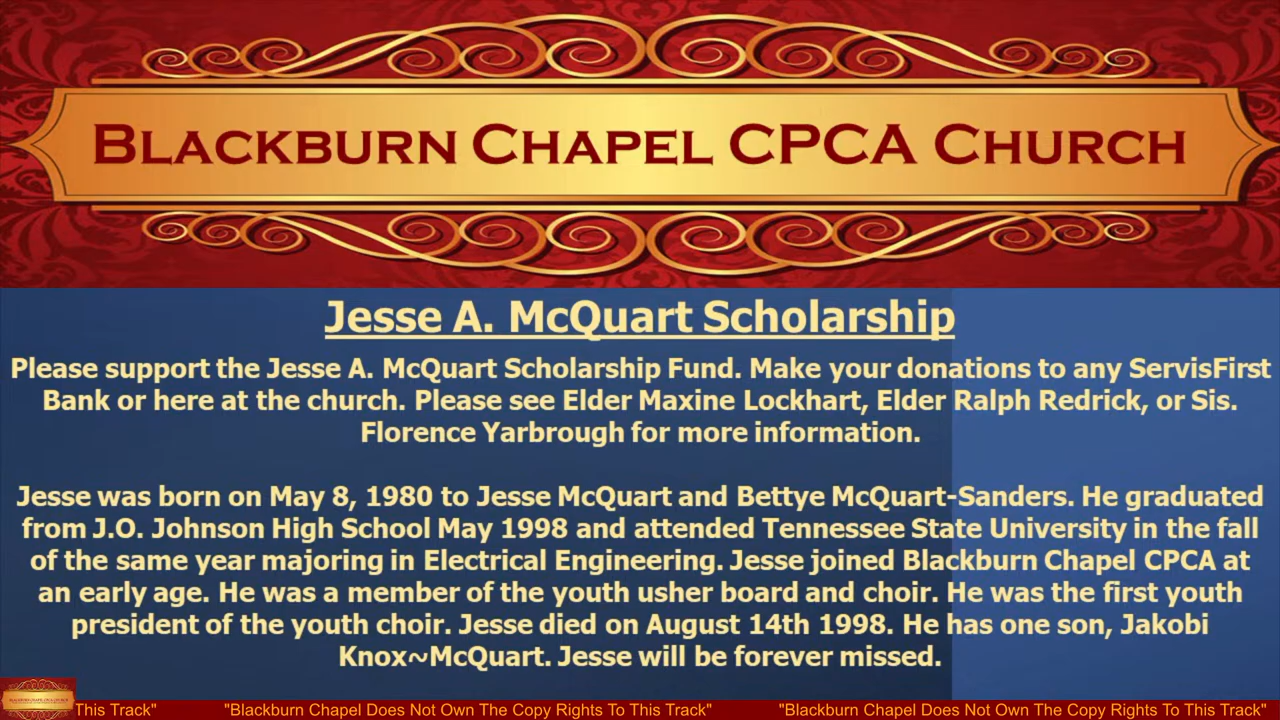 BLACKBURN CHAPEL CPCA CHURCH
Jesse A. McQuart Scholarship
Please support the Jesse A. McQuart Scholarship Fund. Make your donations to any ServisFirst
Bank or here at the church. Please see Elder Maxine Lockhart, Elder Ralph Redrick, or Sis.
Florence Yarbrough for more information.
Jesse was born on May 8, 1980 to Jesse McQuart and Bettye McQuart-Sanders. He graduated
from J.O. Johnson High School May 1998 and attended Tennessee State University in the fall
of the same year majoring in Electrical Engineering. Jesse joined Blackburn Chapel CPCA at
an early age. He was a member of the youth usher board and choir. He was the first youth
president of the youth choir. Jesse died on August 14th 1998. He has one son, Jakobi
Knox~McQuart. Jesse will be forever missed.
BLACKBURN CHAPEL CPCA CHURCH
This Track" "Blackburn Chapel Does Not Own The Copy Rights To This Track" "Blackburn Chapel Does Not Own The Copy Rights To This Track"